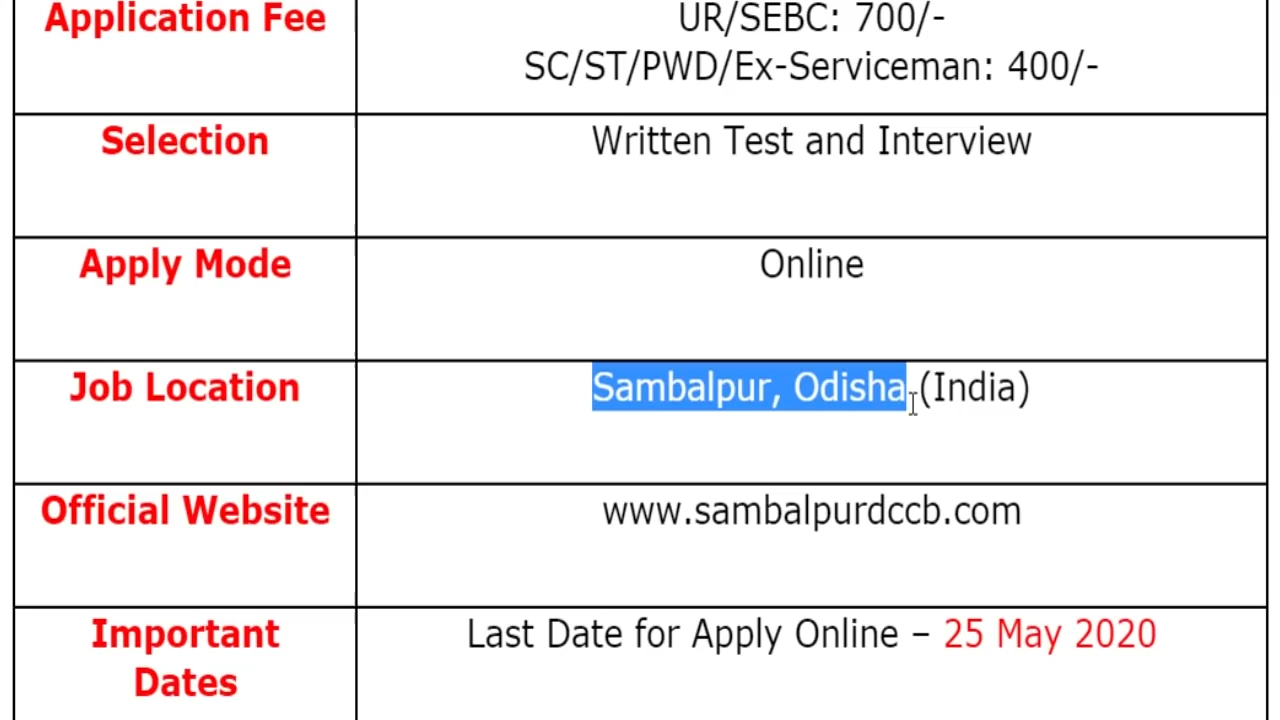 Application Fee
UR/SEBC: 700/-
SC/ST/PWD/Ex-Serviceman: 400/-
Selection
Written Test and Interview
Apply Mode
Online
Job Location
Sambalpur, Odisha (India)
Official Website
www.sambalpurdccb.com
Important
Dates
Last Date for Apply Online – 25 May 2020